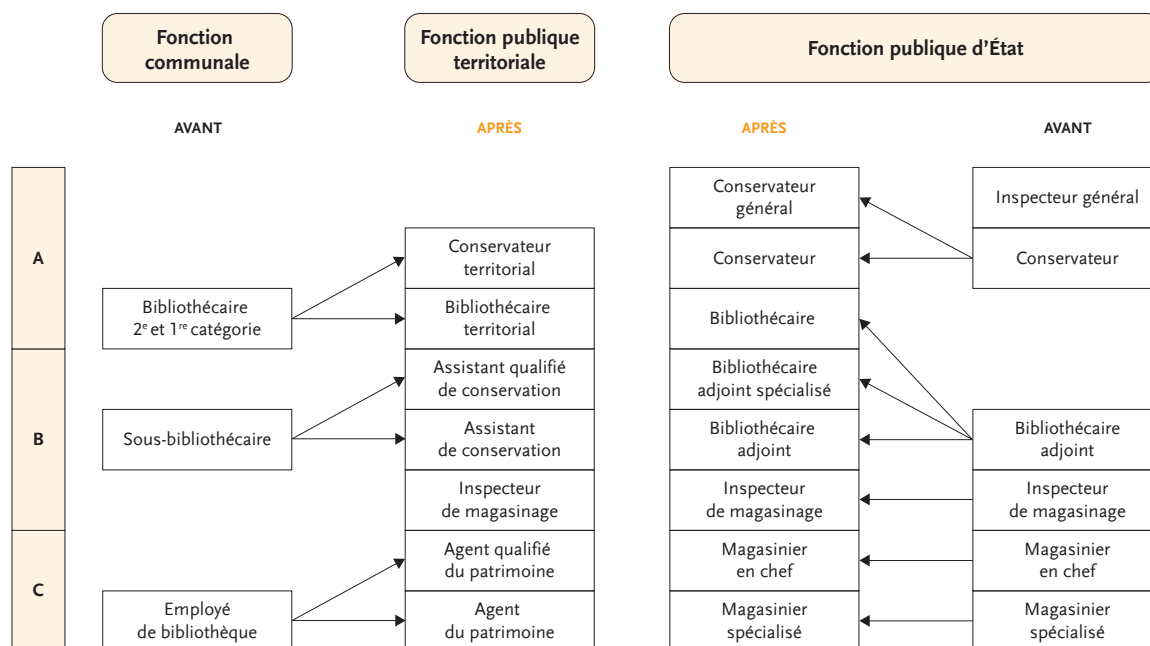 Fonction
communale
Fonction publique
territoriale
Fonction publique d’État
AVANT
APRÈS
APRÈS
AVANT
A
B
C
Bibliothécaire
2e et 1re catégorie
Sous-bibliothécaire
Employé
de bibliothèque
Conservateur
territorial
Bibliothécaire
territorial
Assistant qualifié
de conservation
Assistant
de conservation
Inspecteur
de magasinage
Agent qualifié
du patrimoine
Agent
du patrimoine
Conservateur
général
Conservateur
Bibliothécaire
Bibliothécaire
adjoint spécialisé
Bibliothécaire
adjoint
Inspecteur
de magasinage
Magasinier
en chef
Magasinier
spécialisé
Inspecteur général
Conservateur
Bibliothécaire
adjoint
Inspecteur
de magasinage
Magasinier
en chef
Magasinier
spécialisé